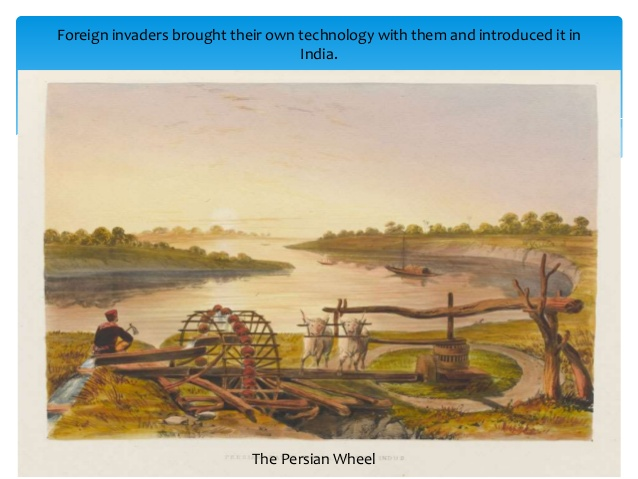 Foreign invaders brought their own technology with them and introduced it in
India.
The Persian Wheel